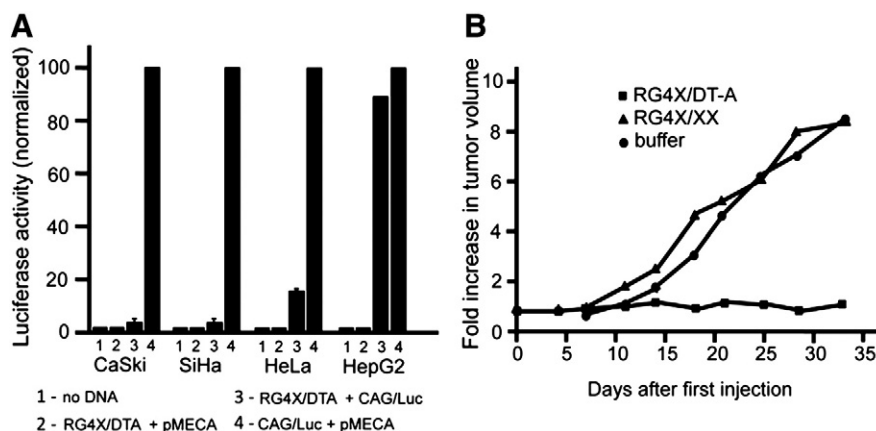 A
Luciferase activity (normalized)
100
80
60
40
20
0
1 2 3 4 1 2 3 4 1 2 3 4 1 2 3 4
CaSki SiHa HeLa HepG2
1 - no DNA
2 - RG4X/DTA + pMECA
3 - RG4X/DTA + CAG/Luc
4 - CAG/Luc + pMECA
B
Fold increase in tumor volume
10
8
6
4
2
0
RG4X/DT-A
RG4X/XX
buffer
0 5 10 15 20 25 30 35
Days after first injection